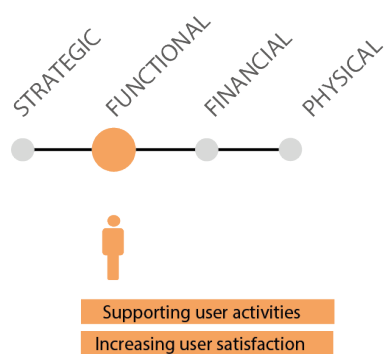 STRATEGIC
FUNCTIONAL
FINANCIAL
PHYSICAL
Supporting user activities
Increasing user satisfaction